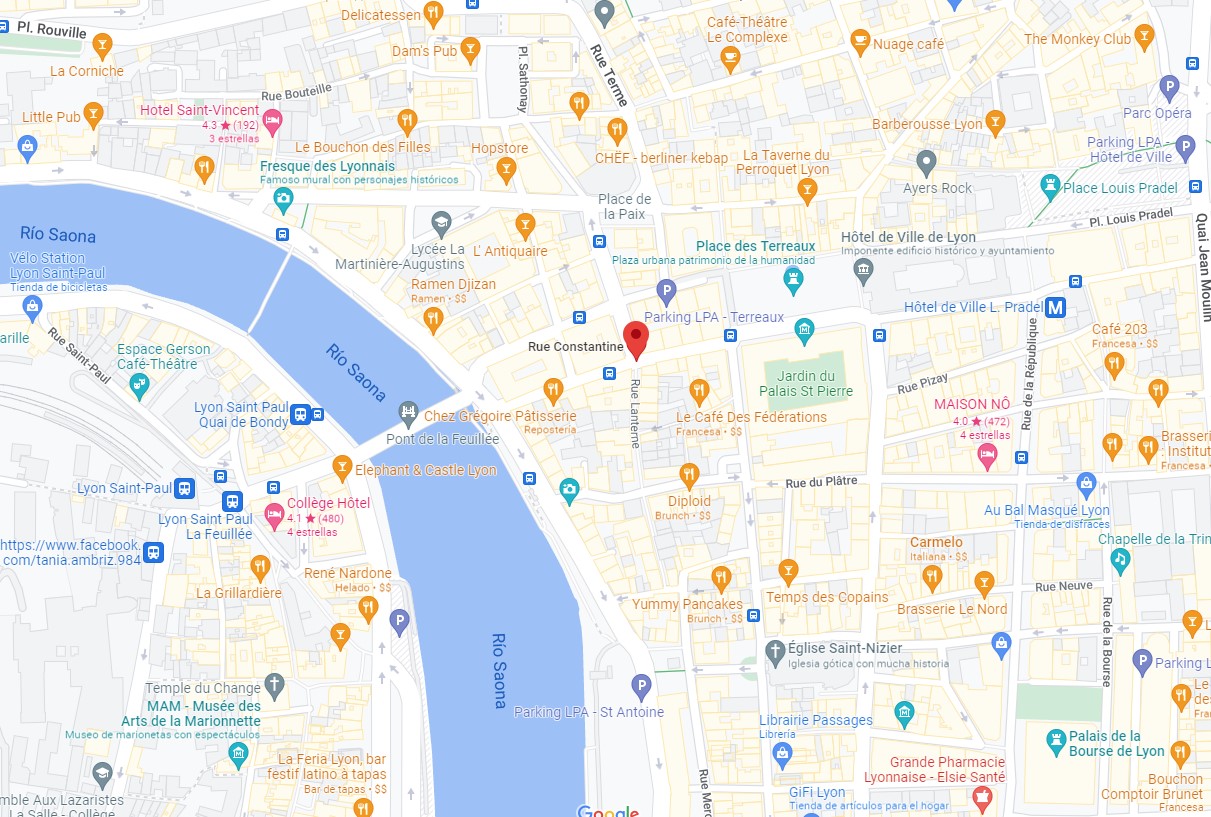 Delicatessen
Pl. Rouville
Café-Théâtre
Le Complexe
Nuage café
The Monkey Club
Dam's Pub
La Corniche
Pl. Sathonay
Rue Terme
Rue Bouteille
Hotel Saint-Vincent
4.3 ★ (192)
3 estrellas
Little Pub
Parc Opéra
Barberousse Lyon
Parking LPA -
Hôtel de Ville
Le Bouchon des Filles
Hopstore
CHËF - berliner kebap
La Taverne du
Perroquet Lyon
Fresque des Lyonnais
Famoso mural con personajes históricos
Ayers Rock
Place Louis Pradel
Place de
la Paix
Pl. Louis Pradel
Quai Jean Moulin
Río Saona
Lycée La
Martinière-Augustins
L' Antiquaire
Place des Terreaux
Plaza urbana patrimonio de la humanidad
Hôtel de Ville de Lyon
Imponente edificio histórico y ayuntamiento
Vélo Station
Lyon Saint-Paul
Tienda de bicicletas
Ramen Djizan
Ramen • $$
Parking LPA - Terreaux
Hôtel de Ville L. Pradel
M
arille
Rue Saint-Paul
Espace Gerson
Café-Théâtre
Río Saona
Rue Constantine
Café 203
Francesa • $$
Jardin du
Palais St Pierre
Rue Pizay
Rue de la République
Rue Lanterne
Lyon Saint Paul
Quai de Bondy
Chez Grégoire Pâtisserie
Repostería
Le Café Des Fédérations
Francesa • $$
MAISON NÔ
4.0 ★ (472)
4 estrellas
Pont de la Feuillée
Brasseri
: Institut
Francesa •
Elephant & Castle Lyon
Lyon Saint-Paul
Rue du Plâtre
Collège Hôtel
4.1 ★ (480)
4 estrellas
Diploid
Brunch • $$
Au Bal Masqué Lyon
Tienda de disfraces
Lyon Saint Paul
La Feuillée
https://www.facebook.
com/tania.ambriz.984
Carmelo
Italiana • $$
Chapelle de la Trin
La Grillardière
René Nardone
Helado • $$
Rue Neuve
Yummy Pancakes
Brunch • $$
Temps des Copains
Brasserie Le Nord
Rue de la Bourse
Église Saint-Nizier
Iglesia gótica con mucha historia
Río Saona
Parking L
Temple du Change
MAM - Musée des
Arts de la Marionnette
Museo de marionetas con espectáculos
Parking LPA - St Antoine
Le
de
Fran
Librairie Passages
Librería
Palais de la
Bourse de Lyon
La Feria Lyon, bar
festif latino à tapas
Bar de tapas • $$
Grande Pharmacie
Lyonnaise - Elsie Santé
Rue Merc
Bouchon
Comptoir Brunet
Francesa
mble Aux Lazaristes
La Salle - Collège
GiFi Lyon
Tienda de artículos para el hogar
Google